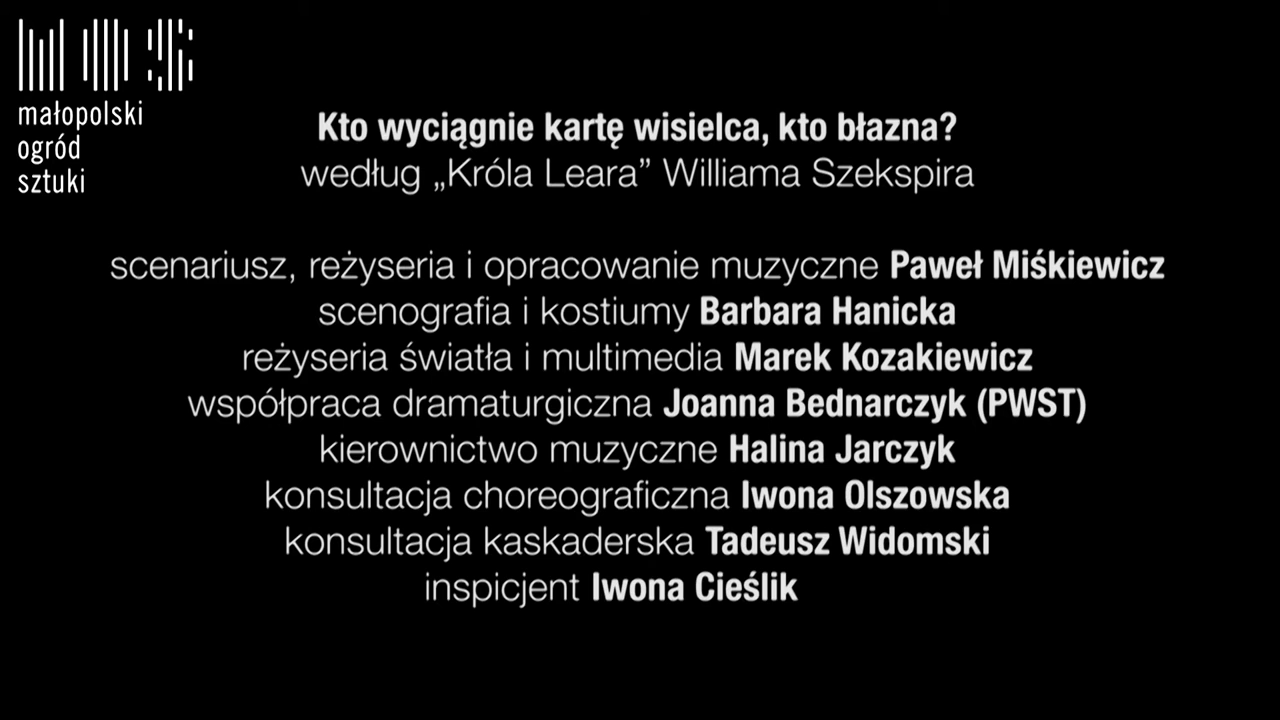 MOS
małopolski
ogród
sztuki
Kto wyciągnie kartę wisielca, kto błazna?
według „Króla Leara” Williama Szekspira
scenariusz, reżyseria i opracowanie muzyczne Paweł Miśkiewicz
scenografia i kostiumy Barbara Hanicka
reżyseria światła i multimedia Marek Kozakiewicz
współpraca dramaturgiczna Joanna Bednarczyk (PWST)
kierownictwo muzyczne Halina Jarczyk
konsultacja choreograficzna Iwona Olszowska
konsultacja kaskaderska Tadeusz Widomski
inspicjent Iwona Cieślik